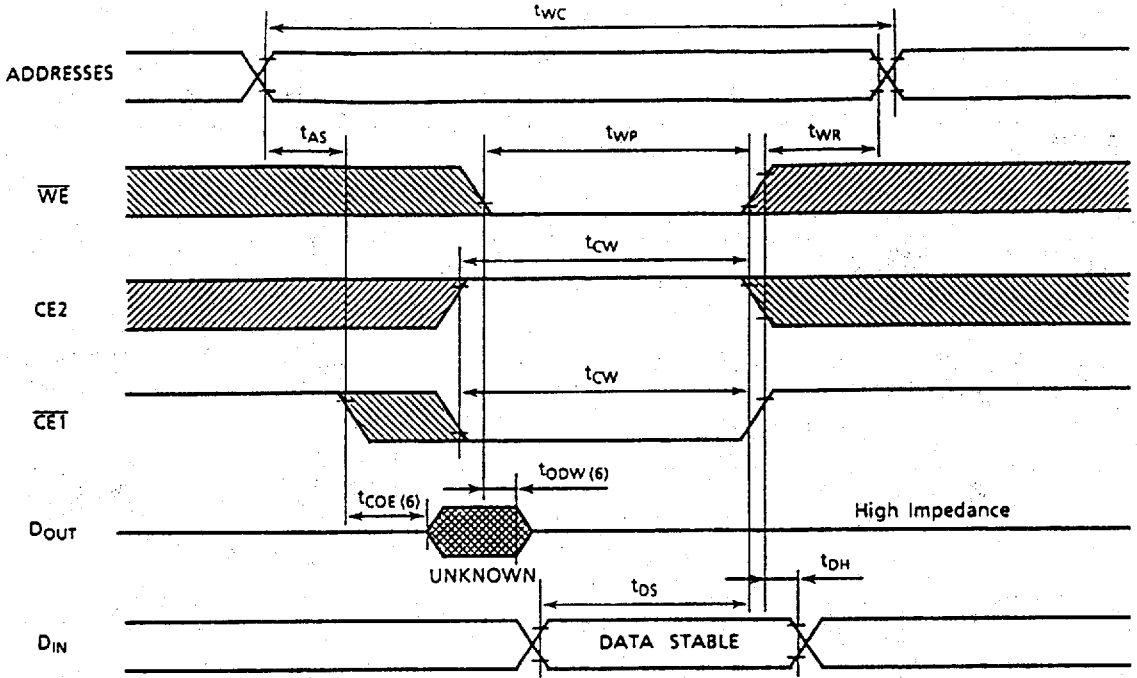 tWC
ADDRESSES
tAS
tWP
tWR
WE
tCW
CE2
tCW
CE1
tODW (6)
tCOE (6)
High Impedance
DOUT
UNKNOWN
tDH
tDS
DIN
DATA STABLE